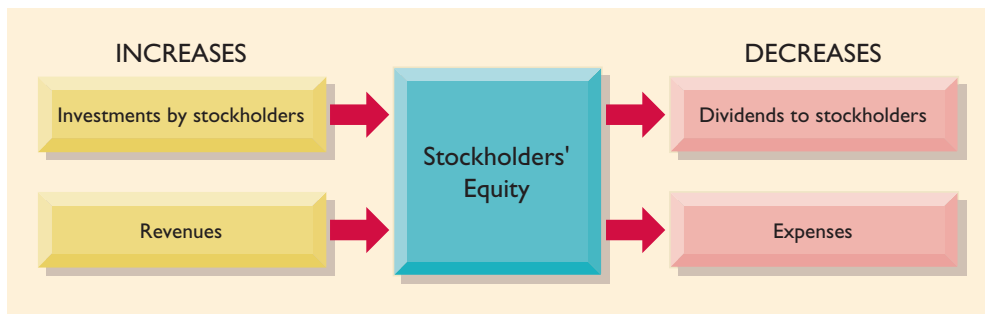 INCREASES
DECREASES
Investments by stockholders
Dividends to stockholders
Stockholders'
Equity
Revenues
Expenses